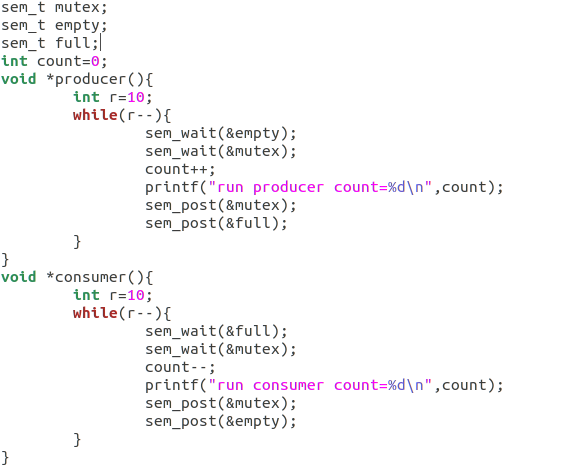 sem_t mutex;
sem_t empty;
sem_t full;
int count=0;
void *producer(){
        int r=10;
        while(r--){
                sem_wait(&empty);
                sem_wait(&mutex);
                count++;
                printf("run producer count=%d\n",count);
                sem_post(&mutex);
                sem_post(&full);
        }
}
void *consumer(){
        int r=10;
        while(r--){
                sem_wait(&full);
                sem_wait(&mutex);
                count--;
                printf("run consumer count=%d\n",count);
                sem_post(&mutex);
                sem_post(&empty);
        }
}